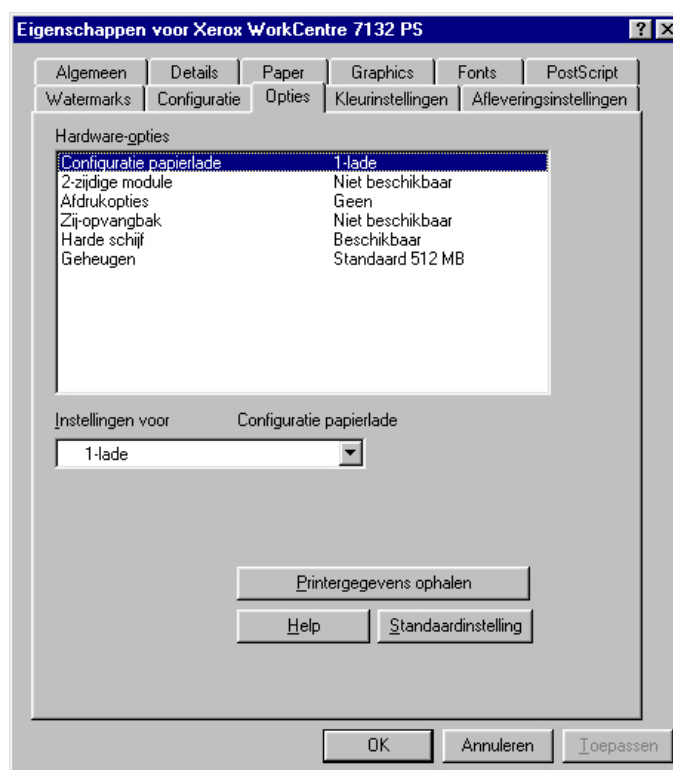 Eigenschappen voor Xerox WorkCentre 7132 PS
Algemeen Details Paper Graphics Fonts PostScript
Watermarks Configuratie Opties Kleurinstellingen Afleveringsinstellingen
Hardware-opties
Configuratie papierlade 1-lade
2-zijdige module Niet beschikbaar
Afdrukopties Geen
Zij-opvangbak Niet beschikbaar
Harde schijf Beschikbaar
Geheugen Standaard 512 MB
Instellingen voor Configuratie papierlade
1-lade
Printergegevens ophalen
Help Standaardinstelling
OK Annuleren Toepassen